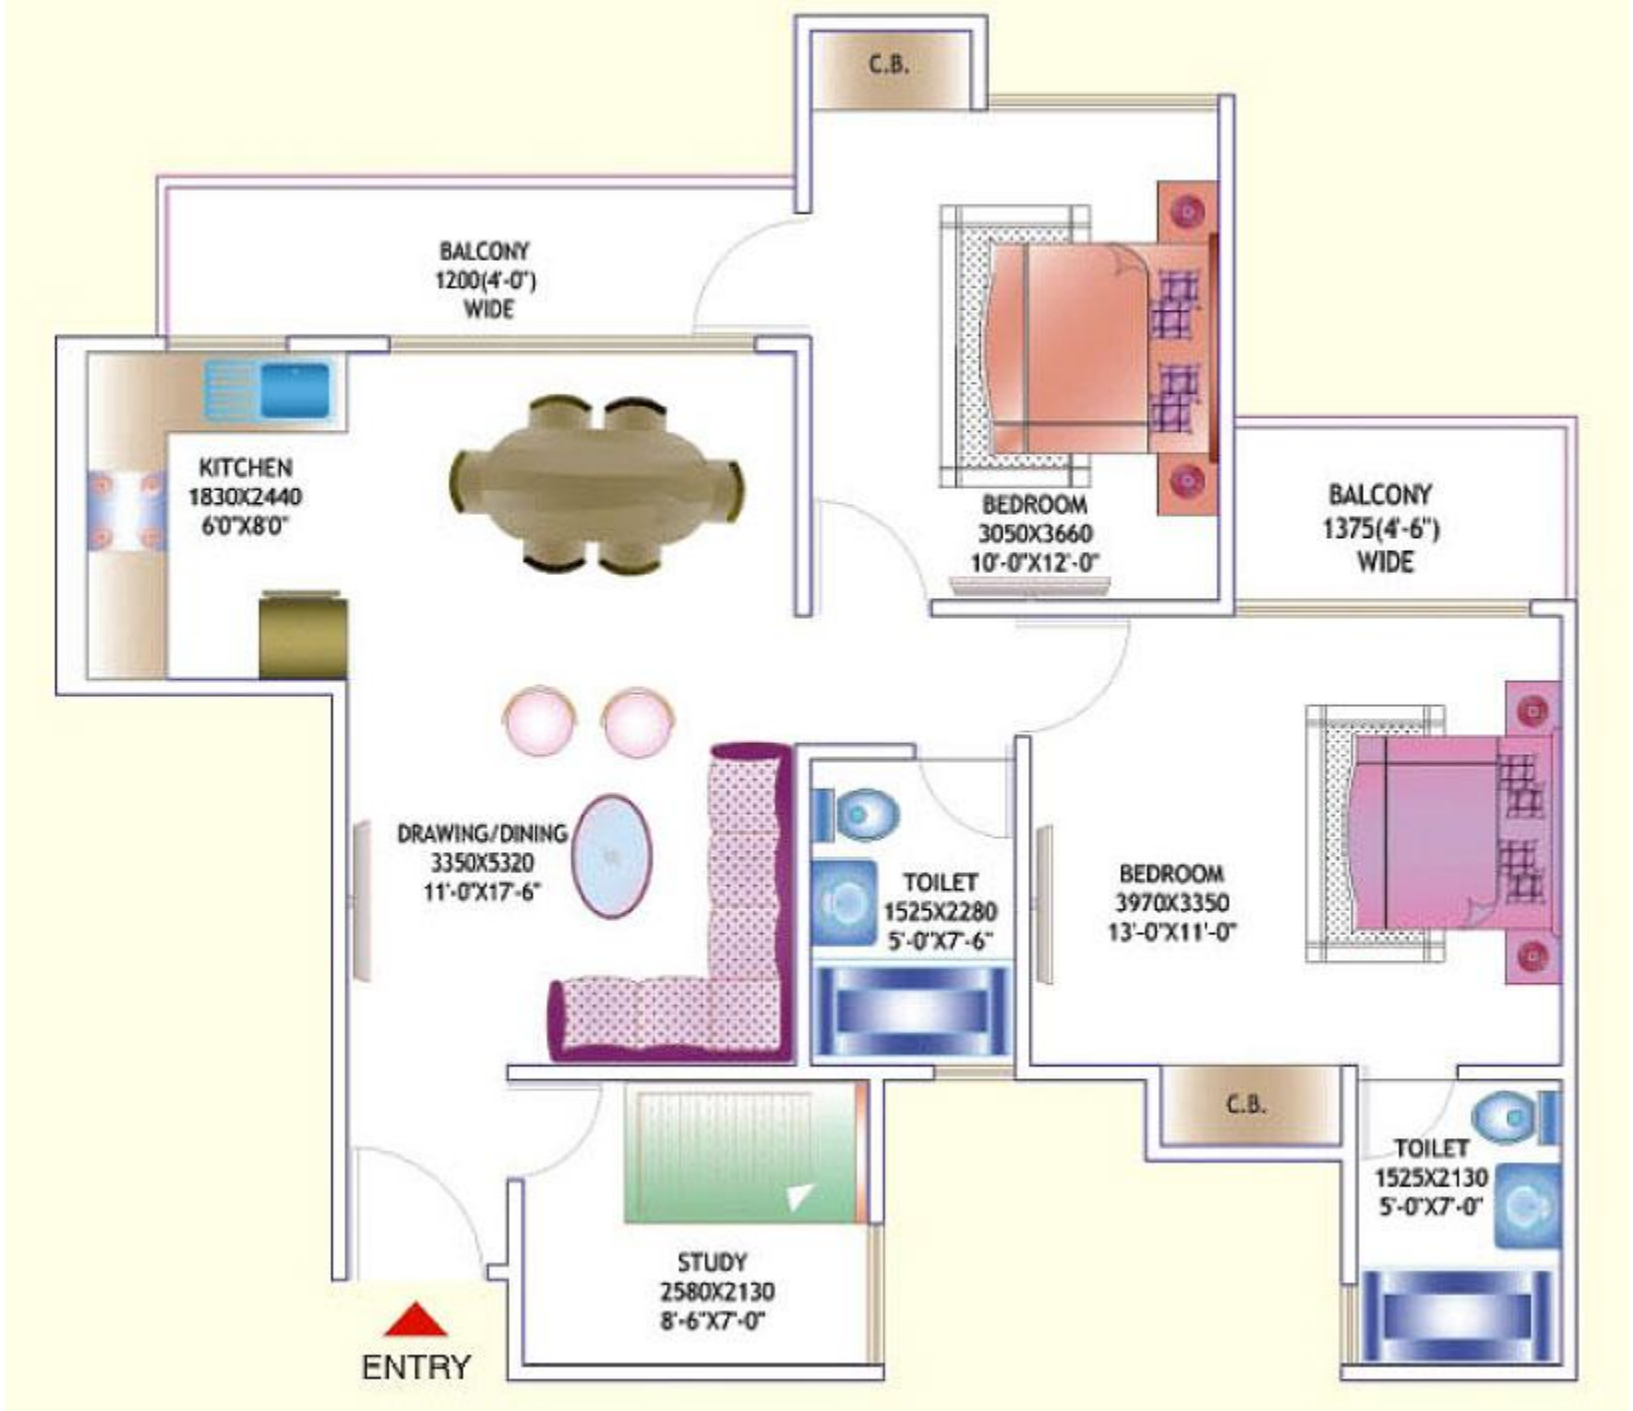 C.B.
BALCONY
1200(4'-0")
WIDE
KITCHEN
1830X2440
6'0"X8'0"
BEDROOM
3050X3660
10'-0"X12'-0"
BALCONY
1375(4'-6")
WIDE
DRAWING/DINING
3350X5320
11'-0"X17'-6"
TOILET
1525X2280
5'-0"X7'-6"
BEDROOM
3970X3350
13'-0"X11'-0"
C.B.
TOILET
1525X2130
5'-0"X7'-0"
STUDY
2580X2130
8'-6"X7'-0"
ENTRY